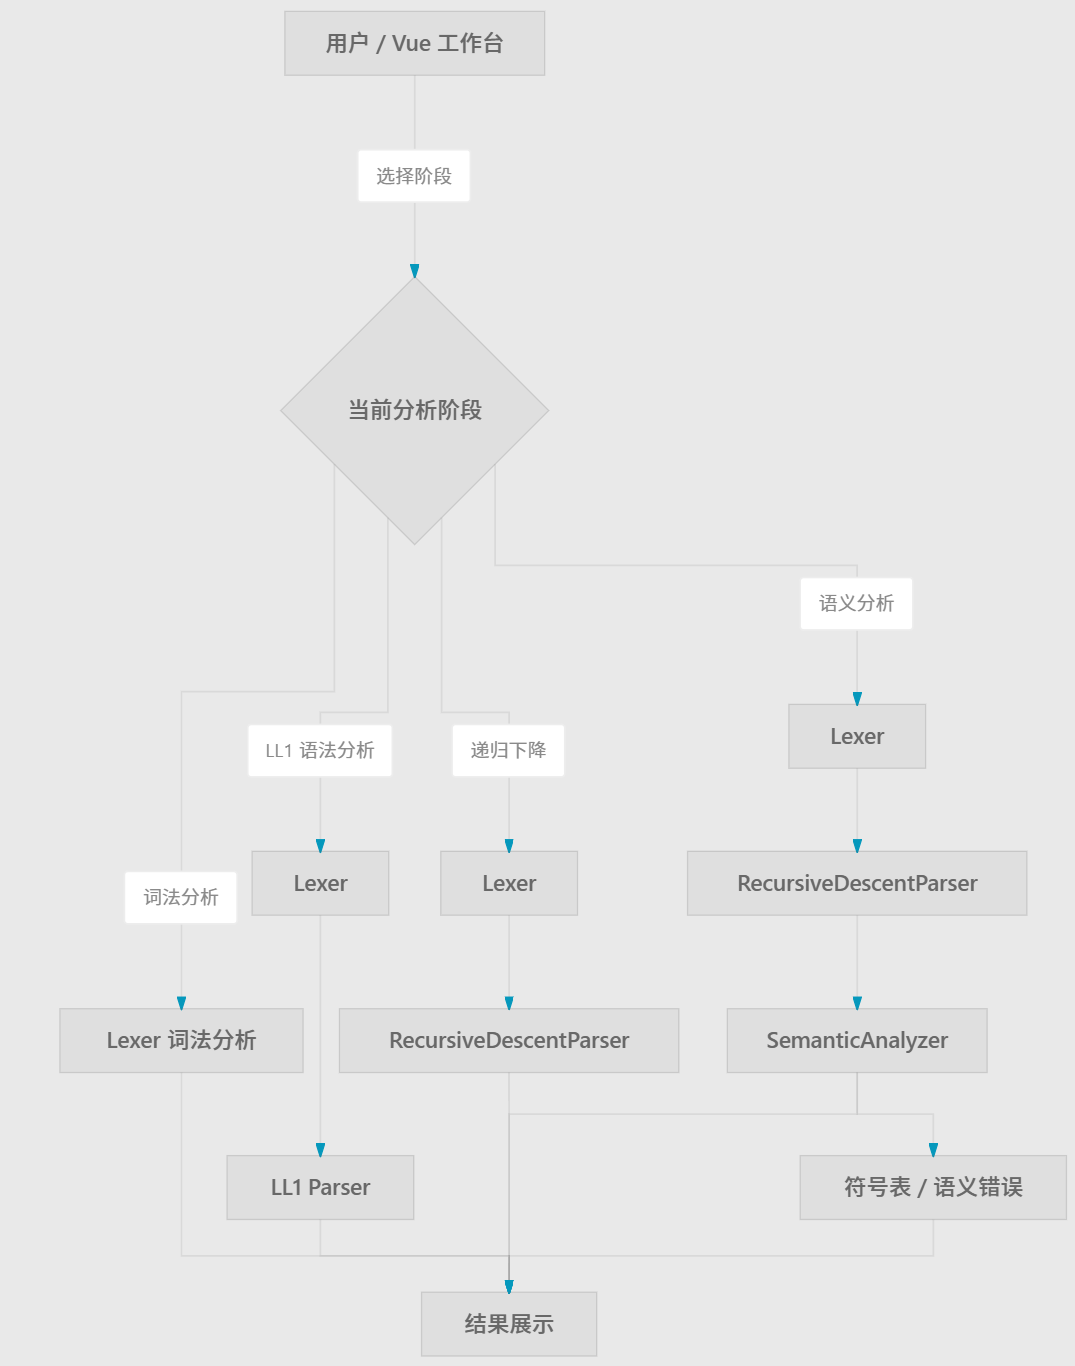 用户 / Vue 工作台
选择阶段
当前分析阶段
语义分析
Lexer
LL1 语法分析
递归下降
Lexer
Lexer
RecursiveDescentParser
词法分析
Lexer 词法分析
RecursiveDescentParser
SemanticAnalyzer
LL1 Parser
符号表 / 语义错误
结果展示